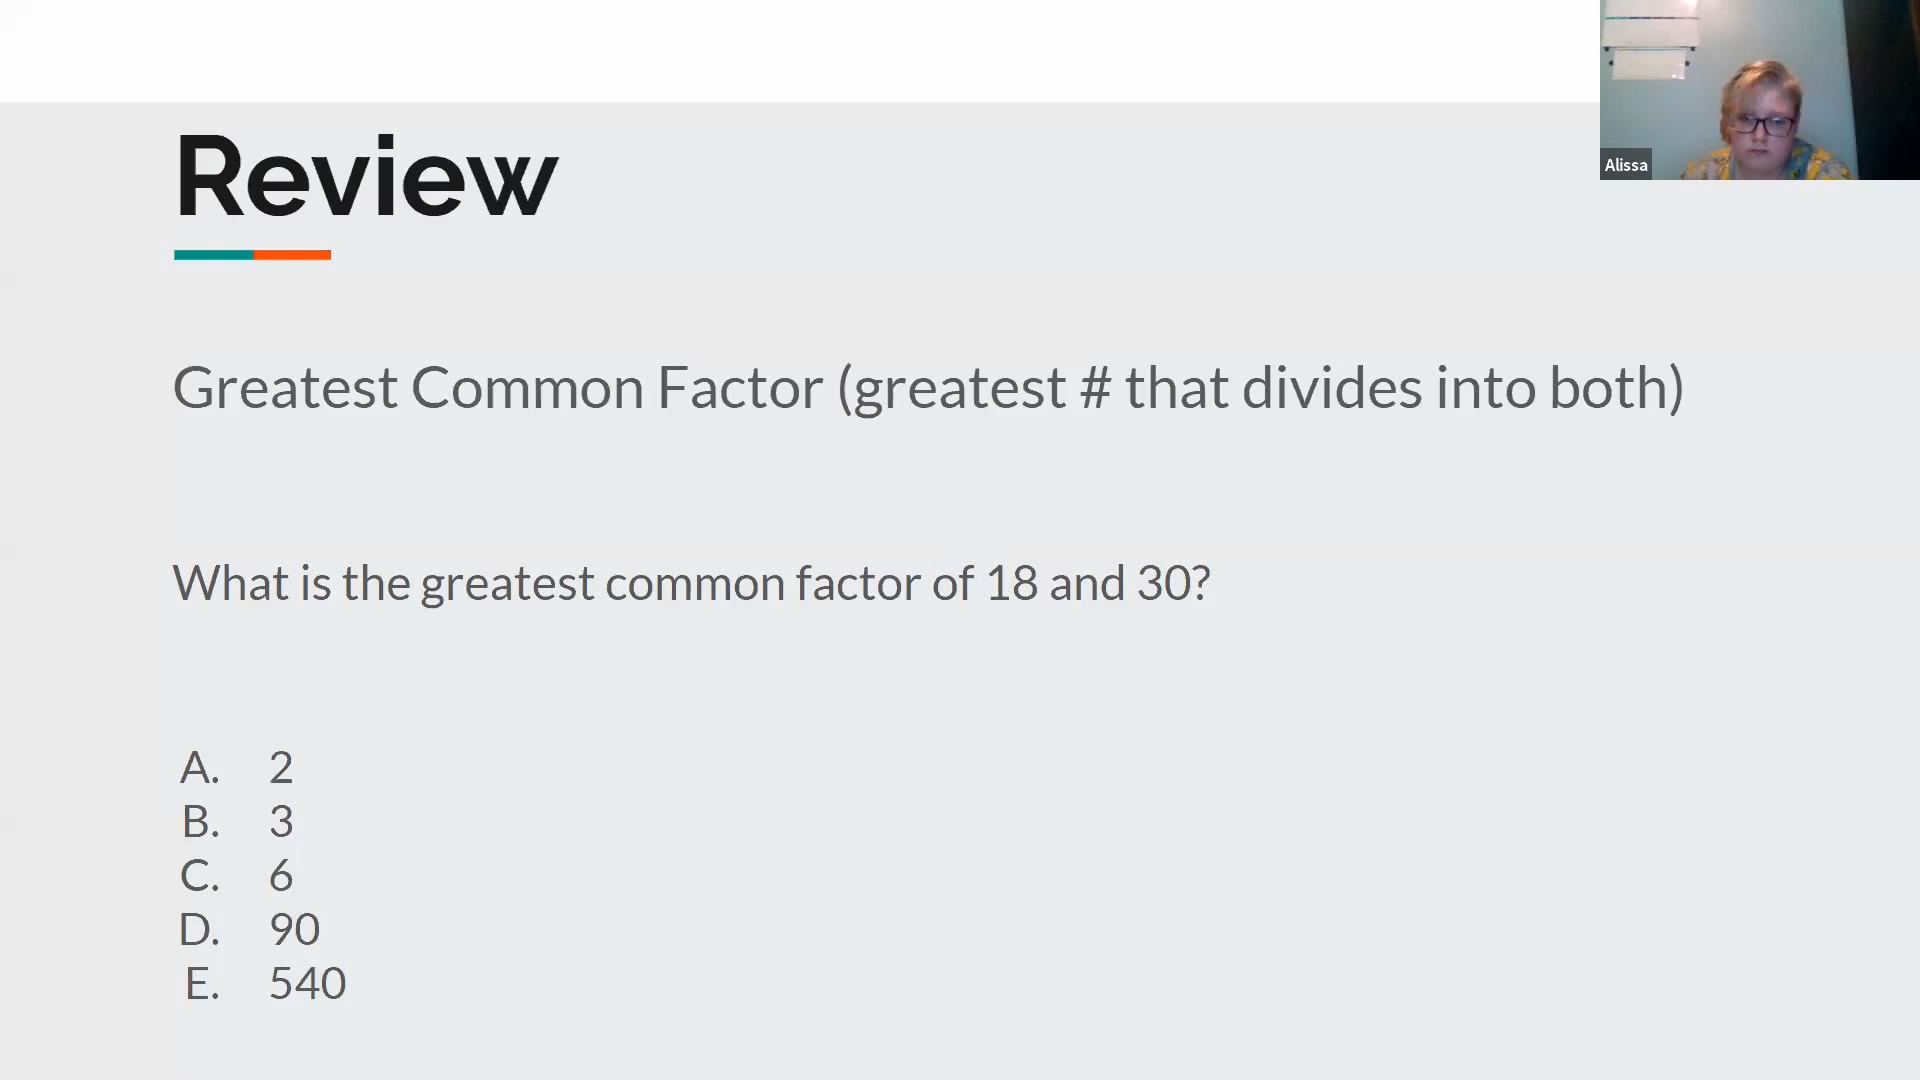 Review
Alissa
Greatest Common Factor (greatest # that divides into both)
What is the greatest common factor of 18 and 30?
A. 2
B. 3
C. 6
D. 90
E. 540